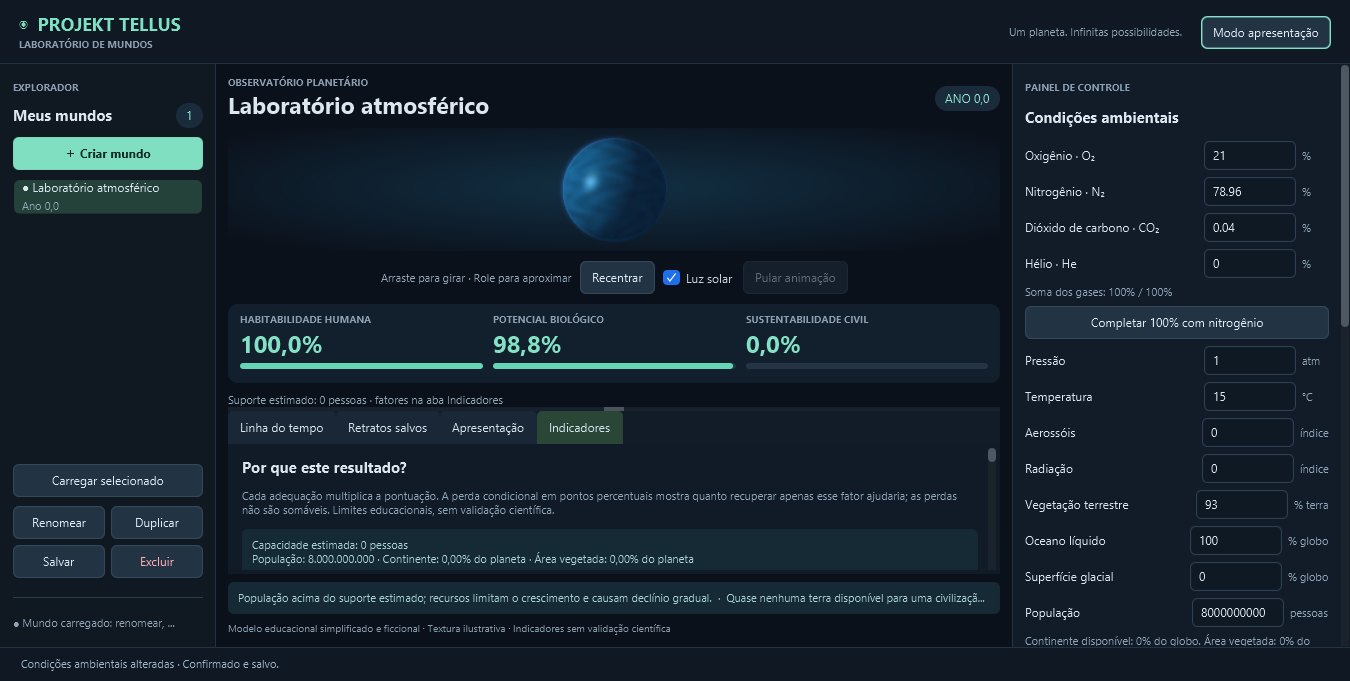 PROJEKT TELLUS
LABORATÓRIO DE MUNDOS
Um planeta. Infinitas possibilidades.
Modo apresentação
EXPLORADOR
Meus mundos
1
+ Criar mundo
● Laboratório atmosférico
Ano 0,0
Carregar selecionado
Renomear
Duplicar
Salvar
Excluir
● Mundo carregado: renomear, ...
OBSERVATÓRIO PLANETÁRIO
Laboratório atmosférico
ANO 0,0
Arraste para girar · Role para aproximar
Recentrar
Luz solar
Pular animação
HABITABILIDADE HUMANA
100,0%
POTENCIAL BIOLÓGICO
98,8%
SUSTENTABILIDADE CIVIL
0,0%
Suporte estimado: 0 pessoas · fatores na aba Indicadores
Linha do tempo
Retratos salvos
Apresentação
Indicadores
Por que este resultado?
Cada adequação multiplica a pontuação. A perda condicional em pontos percentuais mostra quanto recuperar apenas esse fator ajudaria; as perdas
não são somáveis. Limites educacionais, sem validação científica.
Capacidade estimada: 0 pessoas
População: 8.000.000.000 · Continente: 0,00% do planeta · Área vegetada: 0,00% do planeta
População acima do suporte estimado; recursos limitam o crescimento e causam declínio gradual. · Quase nenhuma terra disponível para uma civilizaçã...
Modelo educacional simplificado e ficcional · Textura ilustrativa · Indicadores sem validação científica
PAINEL DE CONTROLE
Condições ambientais
Oxigênio · O₂ 21 %
Nitrogênio · N₂ 78.96 %
Dióxido de carbono · CO₂ 0.04 %
Hélio · He 0 %
Soma dos gases: 100% / 100%
Completar 100% com nitrogênio
Pressão 1 atm
Temperatura 15 °C
Aerossóis 0 índice
Radiação 0 índice
Vegetação terrestre 93 % terra
Oceano líquido 100 % globo
Superfície glacial 0 % globo
População 8000000000 pessoas
Continente disponível: 0% do globo. Área vegetada: 0% do
Condições ambientais alteradas · Confirmado e salvo.